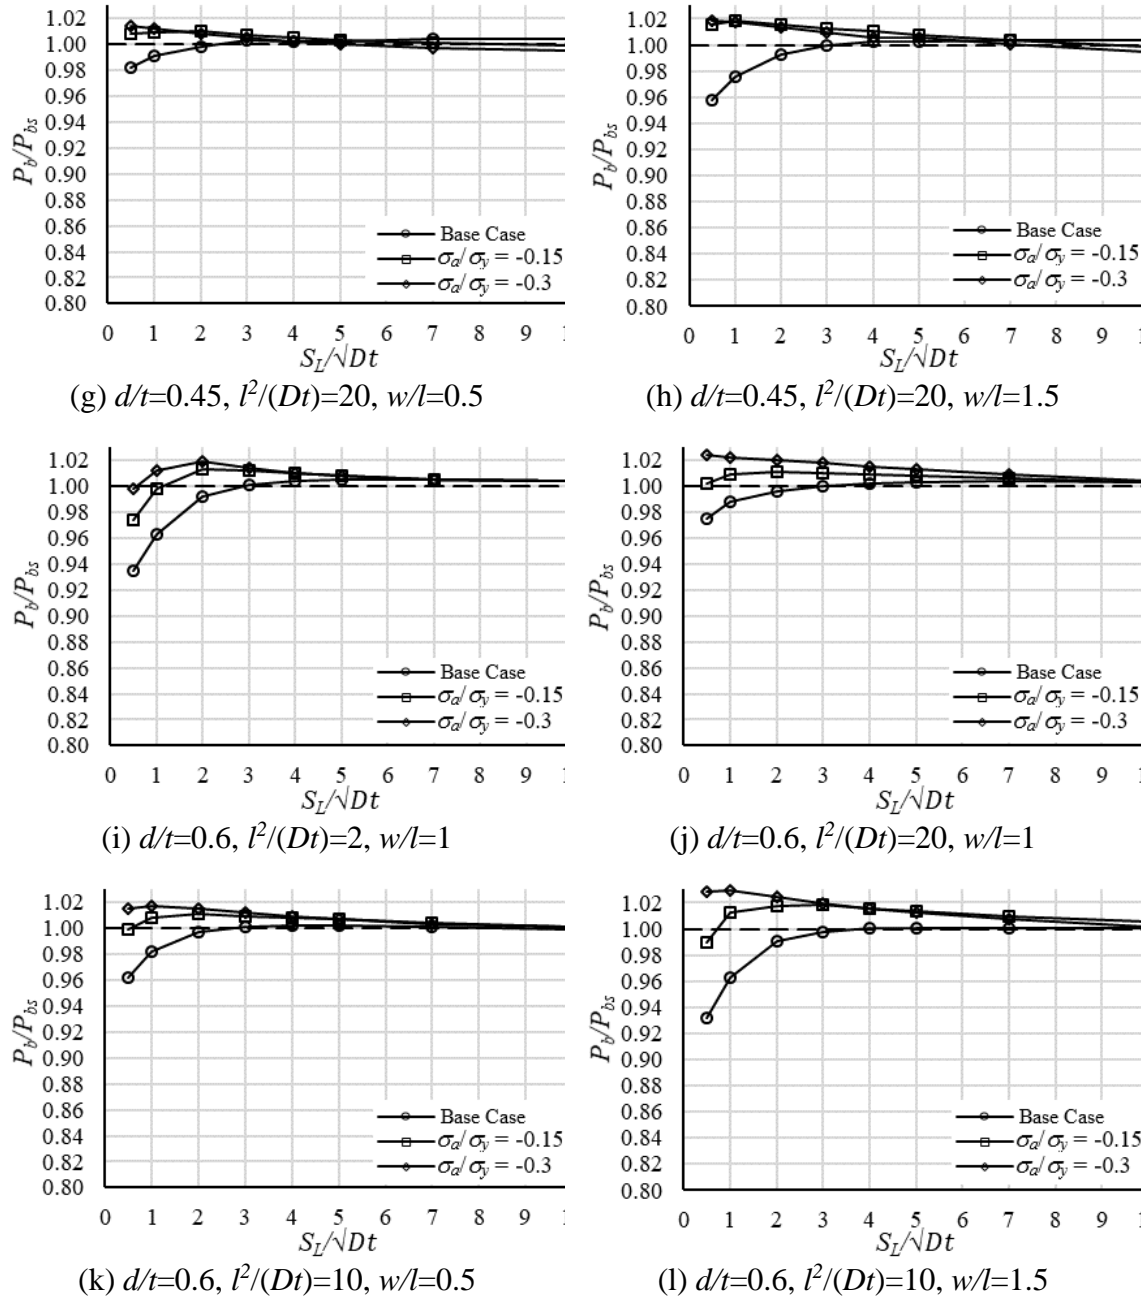 1.02
1.00
0.98
0.96
0.94
0.92
0.90
0.88
0.86
0.84
0.82
0.80
P_b/P_bs
Base Case
σ_a/σ_y = -0.15
σ_a/σ_y = -0.3
0 1 2 3 4 5 6 7 8 9 1
S_L/√Dt
(g) d/t=0.45, l²/(Dt)=20, w/l=0.5
1.02
1.00
0.98
0.96
0.94
0.92
0.90
0.88
0.86
0.84
0.82
0.80
P_b/P_bs
Base Case
σ_a/σ_y = -0.15
σ_a/σ_y = -0.3
0 1 2 3 4 5 6 7 8 9 1
S_L/√Dt
(h) d/t=0.45, l²/(Dt)=20, w/l=1.5
1.02
1.00
0.98
0.96
0.94
0.92
0.90
0.88
0.86
0.84
0.82
0.80
P_b/P_bs
Base Case
σ_a/σ_y = -0.15
σ_a/σ_y = -0.3
0 1 2 3 4 5 6 7 8 9 1
S_L/√Dt
(i) d/t=0.6, l²/(Dt)=2, w/l=1
1.02
1.00
0.98
0.96
0.94
0.92
0.90
0.88
0.86
0.84
0.82
0.80
P_b/P_bs
Base Case
σ_a/σ_y = -0.15
σ_a/σ_y = -0.3
0 1 2 3 4 5 6 7 8 9 1
S_L/√Dt
(j) d/t=0.6, l²/(Dt)=20, w/l=1
1.02
1.00
0.98
0.96
0.94
0.92
0.90
0.88
0.86
0.84
0.82
0.80
P_b/P_bs
Base Case
σ_a/σ_y = -0.15
σ_a/σ_y = -0.3
0 1 2 3 4 5 6 7 8 9 1
S_L/√Dt
(k) d/t=0.6, l²/(Dt)=10, w/l=0.5
1.02
1.00
0.98
0.96
0.94
0.92
0.90
0.88
0.86
0.84
0.82
0.80
P_b/P_bs
Base Case
σ_a/σ_y = -0.15
σ_a/σ_y = -0.3
0 1 2 3 4 5 6 7 8 9 1
S_L/√Dt
(l) d/t=0.6, l²/(Dt)=10, w/l=1.5